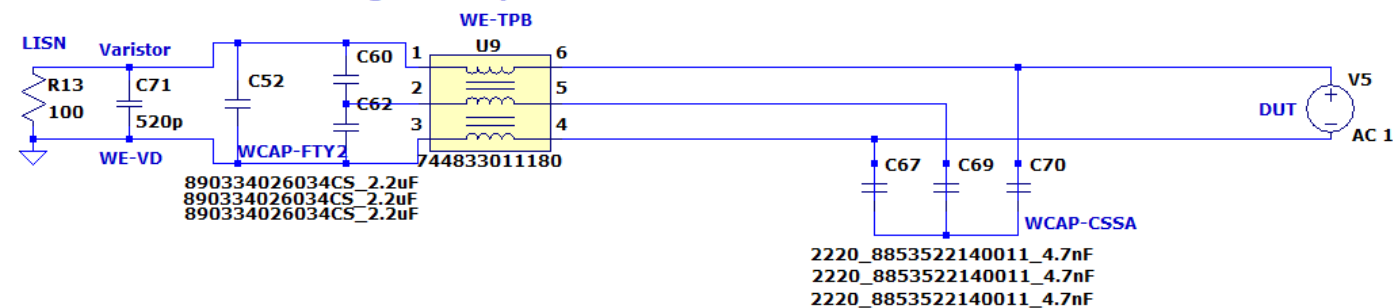 WE-TPB
LISN
Varistor
U9
C60
1
6
R13
C71
C52
2
5
V5
100
C62
DUT
520p
3
4
AC 1
WE-VD
WCAP-FTY2
744833011180
C67
C69
C70
890334026034CS_2.2uF
890334026034CS_2.2uF
890334026034CS_2.2uF
WCAP-CSSA
2220_8853522140011_4.7nF
2220_8853522140011_4.7nF
2220_8853522140011_4.7nF